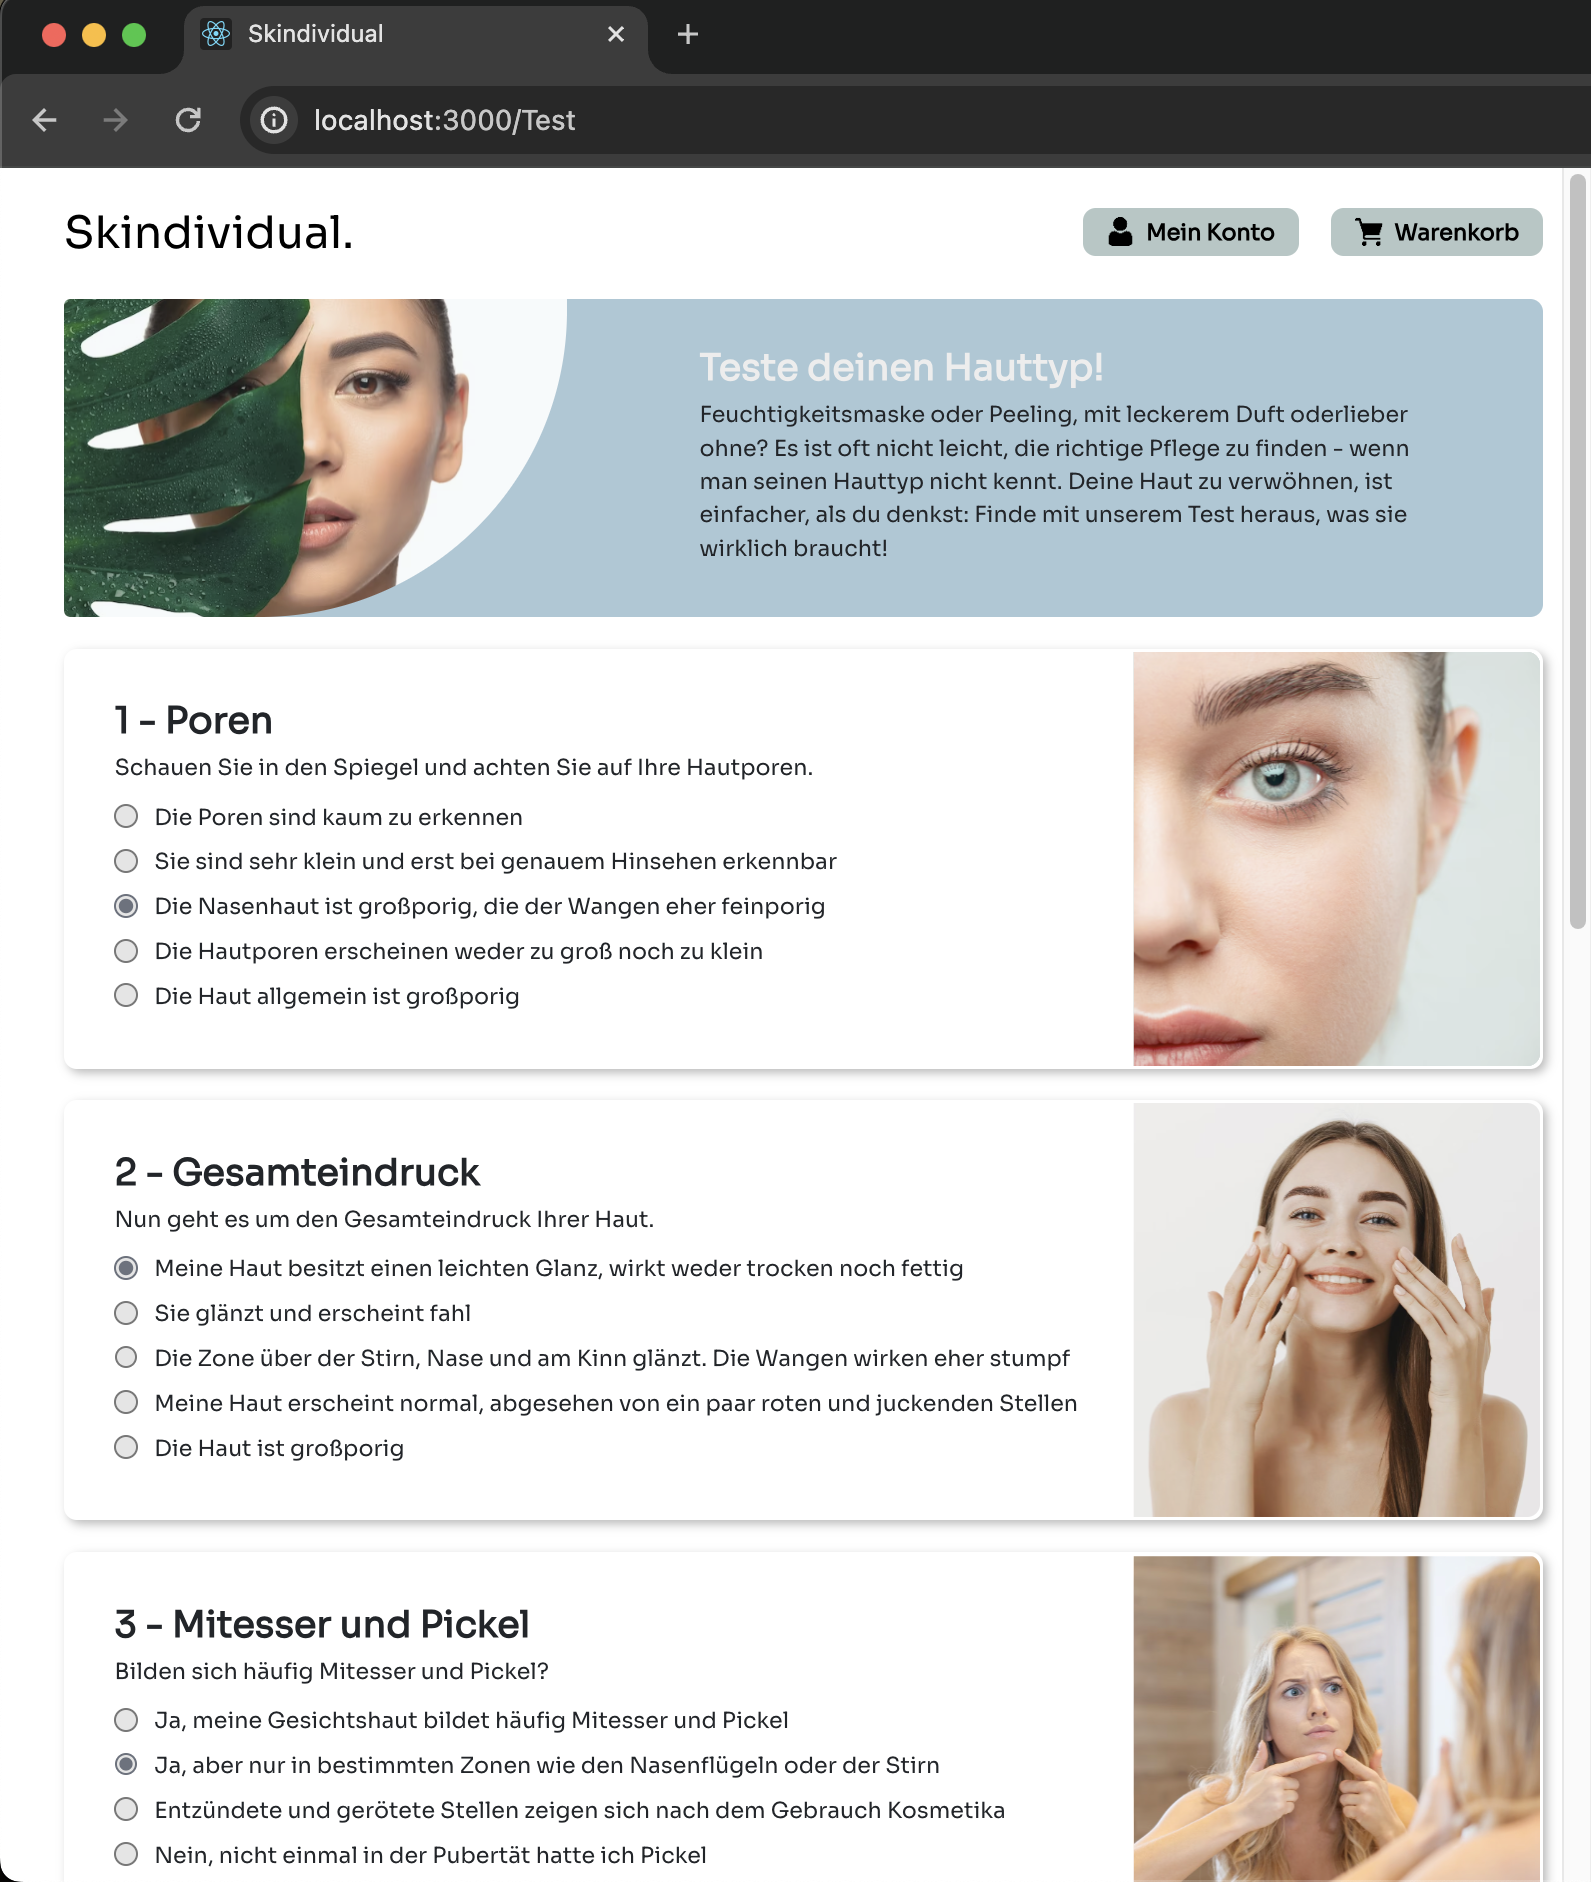 Skindividual
localhost:3000/Test
Skindividual.
Mein Konto
Warenkorb
Teste deinen Hauttyp!
Feuchtigkeitsmaske oder Peeling, mit leckerem Duft oderlieber
ohne? Es ist oft nicht leicht, die richtige Pflege zu finden - wenn
man seinen Hauttyp nicht kennt. Deine Haut zu verwöhnen, ist
einfacher, als du denkst: Finde mit unserem Test heraus, was sie
wirklich braucht!
1 - Poren
Schauen Sie in den Spiegel und achten Sie auf Ihre Hautporen.
Die Poren sind kaum zu erkennen
Sie sind sehr klein und erst bei genauem Hinsehen erkennbar
Die Nasenhaut ist großporig, die der Wangen eher feinporig
Die Hautporen erscheinen weder zu groß noch zu klein
Die Haut allgemein ist großporig
2 - Gesamteindruck
Nun geht es um den Gesamteindruck Ihrer Haut.
Meine Haut besitzt einen leichten Glanz, wirkt weder trocken noch fettig
Sie glänzt und erscheint fahl
Die Zone über der Stirn, Nase und am Kinn glänzt. Die Wangen wirken eher stumpf
Meine Haut erscheint normal, abgesehen von ein paar roten und juckenden Stellen
Die Haut ist großporig
3 - Mitesser und Pickel
Bilden sich häufig Mitesser und Pickel?
Ja, meine Gesichtshaut bildet häufig Mitesser und Pickel
Ja, aber nur in bestimmten Zonen wie den Nasenflügeln oder der Stirn
Entzündete und gerötete Stellen zeigen sich nach dem Gebrauch Kosmetika
Nein, nicht einmal in der Pubertät hatte ich Pickel